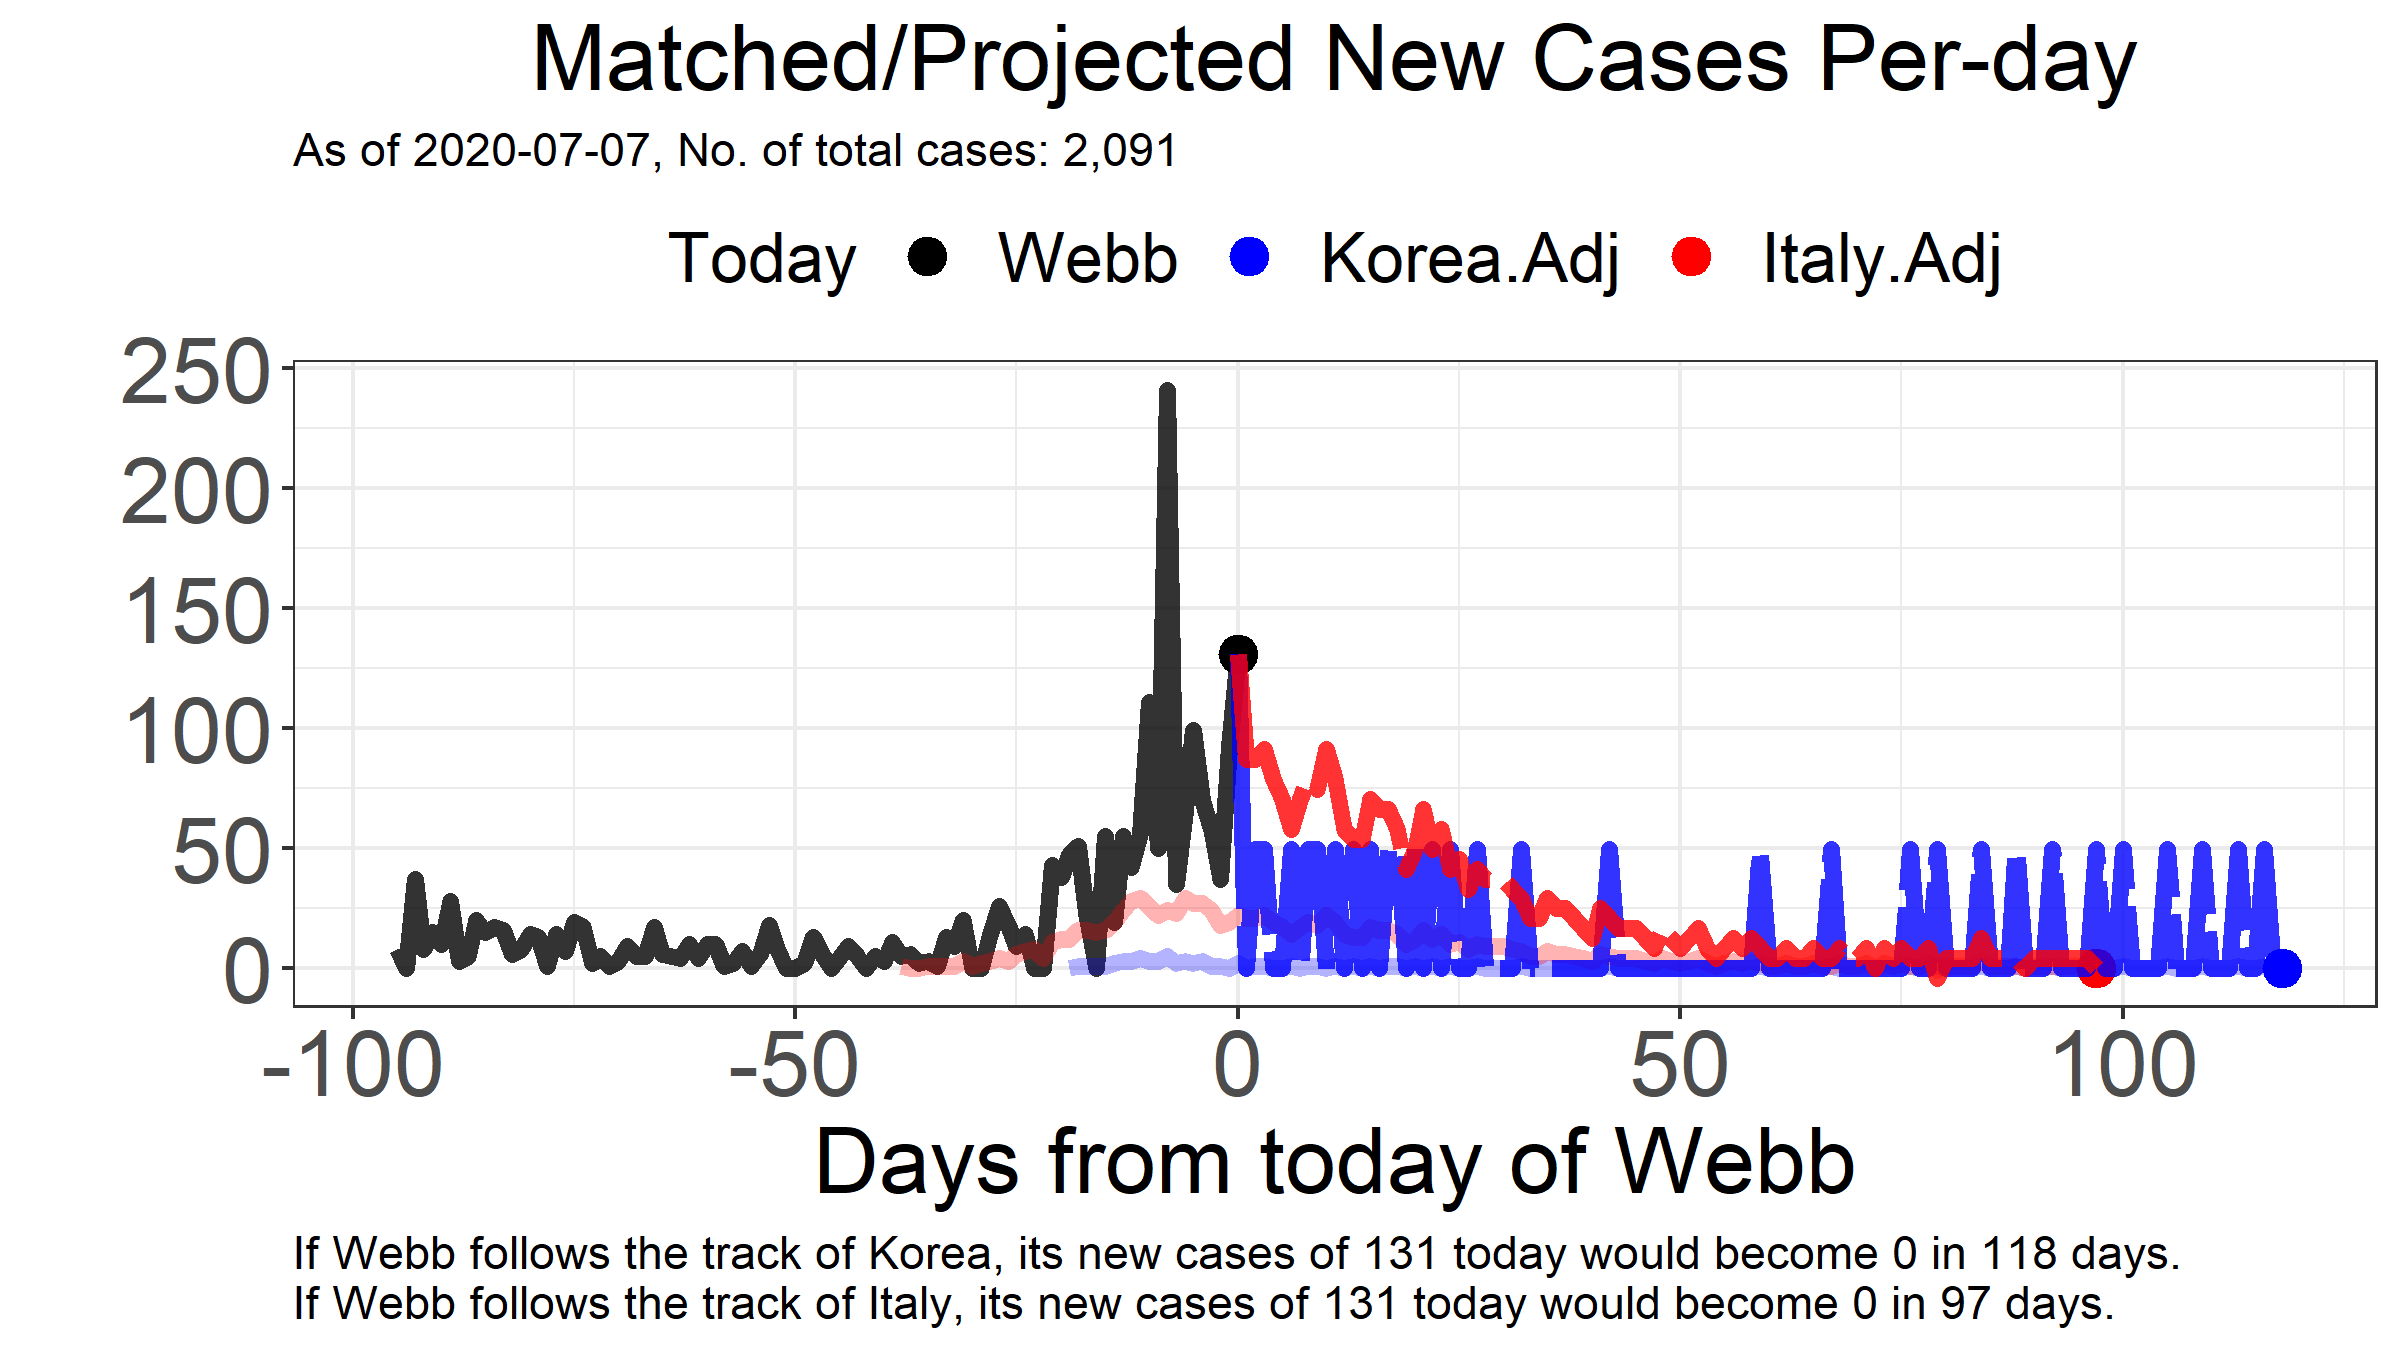 Matched/Projected New Cases Per-day
As of 2020-07-07, No. of total cases: 2,091
Today Webb Korea.Adj Italy.Adj
250
200
150
100
50
0
-100 -50 0 50 100
Days from today of Webb
If Webb follows the track of Korea, its new cases of 131 today would become 0 in 118 days.
If Webb follows the track of Italy, its new cases of 131 today would become 0 in 97 days.